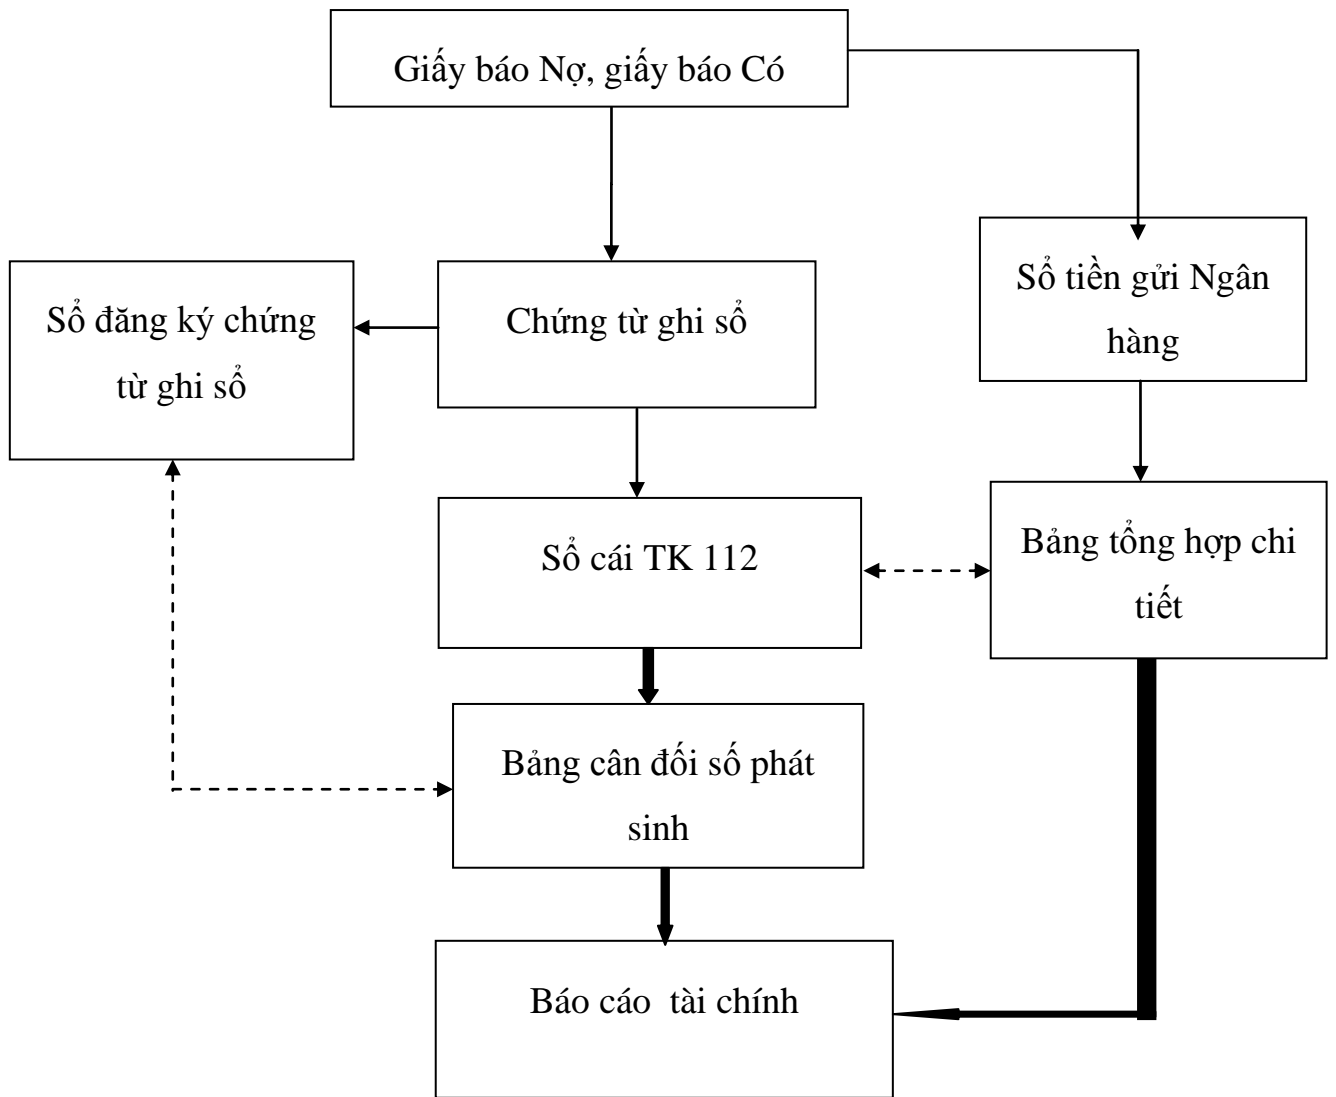 Giấy báo Nợ, giấy báo Có
Sổ tiền gửi Ngân
hàng
Sổ đăng ký chứng
từ ghi sổ
Chứng từ ghi sổ
Sổ cái TK 112
Bảng tổng hợp chi
tiết
Bảng cân đối số phát
sinh
Báo cáo tài chính